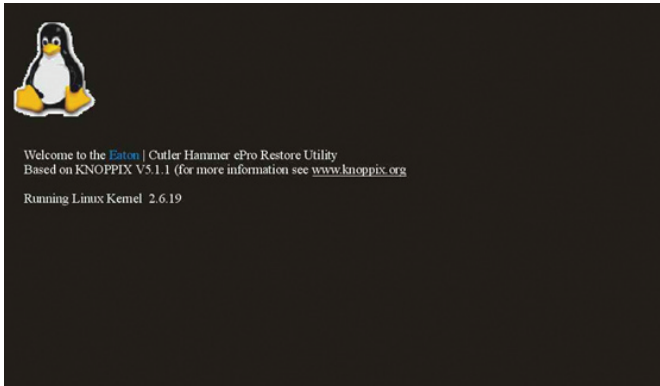 Welcome to the Eaton | Cutler Hammer ePro Restore Utility
Based on KNOPPIX V5.1.1 (for more information see www.knoppix.org
Running Linux Kernel  2.6.19